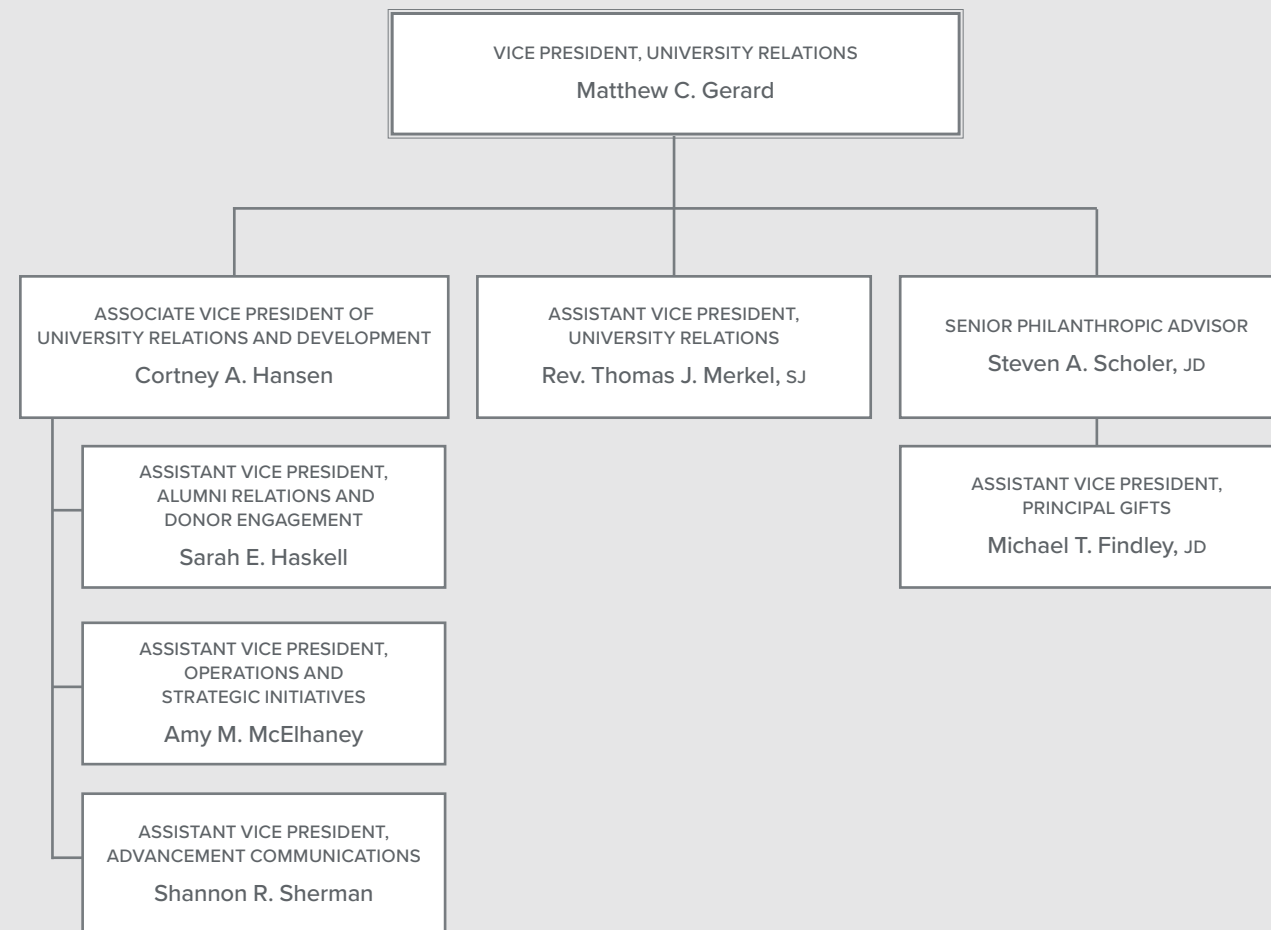 VICE PRESIDENT, UNIVERSITY RELATIONS
Matthew C. Gerard
ASSOCIATE VICE PRESIDENT OF
UNIVERSITY RELATIONS AND DEVELOPMENT
Cortney A. Hansen
ASSISTANT VICE PRESIDENT,
UNIVERSITY RELATIONS
Rev. Thomas J. Merkel, SJ
SENIOR PHILANTHROPIC ADVISOR
Steven A. Scholer, JD
ASSISTANT VICE PRESIDENT,
ALUMNI RELATIONS AND
DONOR ENGAGEMENT
Sarah E. Haskell
ASSISTANT VICE PRESIDENT,
PRINCIPAL GIFTS
Michael T. Findley, JD
ASSISTANT VICE PRESIDENT,
OPERATIONS AND
STRATEGIC INITIATIVES
Amy M. McElhaney
ASSISTANT VICE PRESIDENT,
ADVANCEMENT COMMUNICATIONS
Shannon R. Sherman